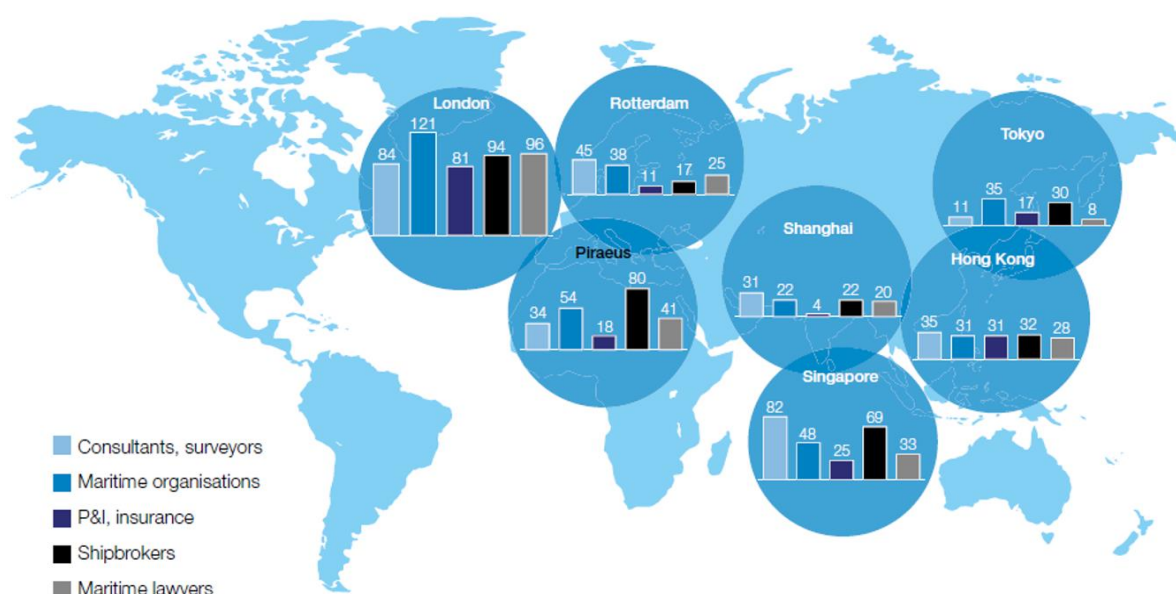 London
84
121
81
94
96
Rotterdam
45
38
11
17
25
Tokyo
11
35
17
30
8
Piraeus
34
54
18
80
41
Shanghai
31
22
4
22
20
Hong Kong
35
31
31
32
28
Singapore
82
48
25
69
33
Consultants, surveyors
Maritime organisations
P&I, insurance
Shipbrokers
Maritime lawyers